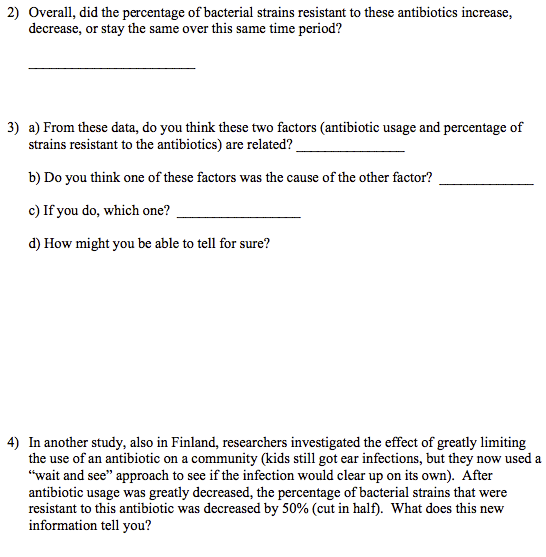 2) Overall, did the percentage of bacterial strains resistant to these antibiotics increase,
decrease, or stay the same over this same time period?
3) a) From these data, do you think these two factors (antibiotic usage and percentage of
strains resistant to the antibiotics) are related?
b) Do you think one of these factors was the cause of the other factor?
c) If you do, which one?
d) How might you be able to tell for sure?
4) In another study, also in Finland, researchers investigated the effect of greatly limiting
the use of an antibiotic on a community (kids still got ear infections, but they now used a
“wait and see” approach to see if the infection would clear up on its own). After
antibiotic usage was greatly decreased, the percentage of bacterial strains that were
resistant to this antibiotic was decreased by 50% (cut in half). What does this new
information tell you?